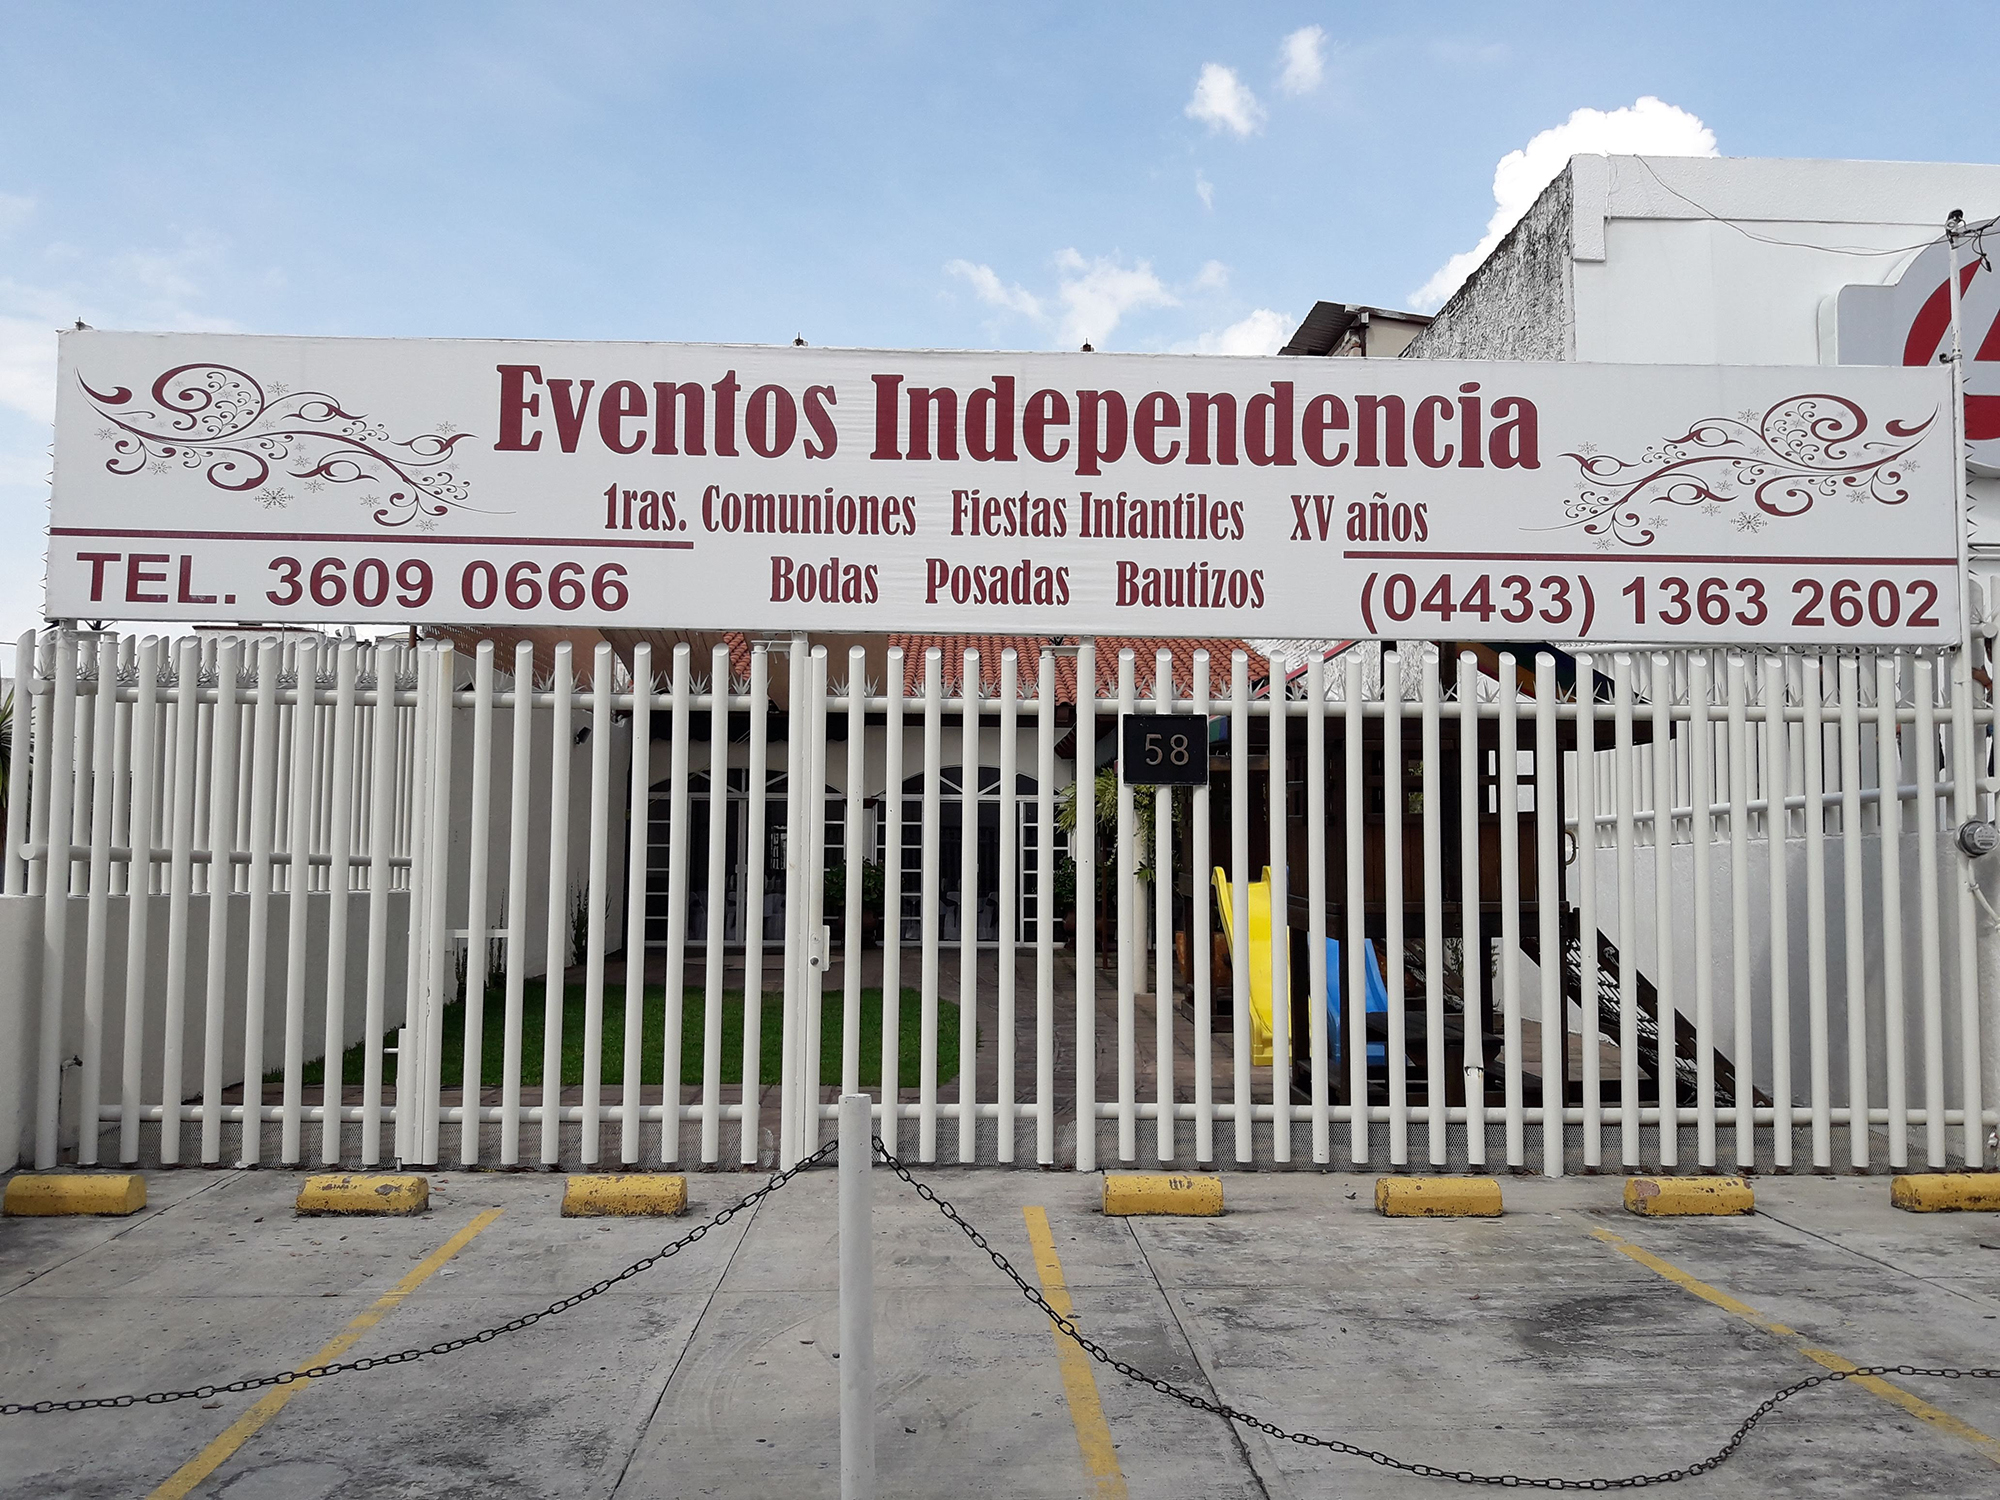 Eventos Independencia
1ras. Comuniones Fiestas Infantiles XV años
Bodas Posadas Bautizos
TEL. 3609 0666
(04433) 1363 2602
58